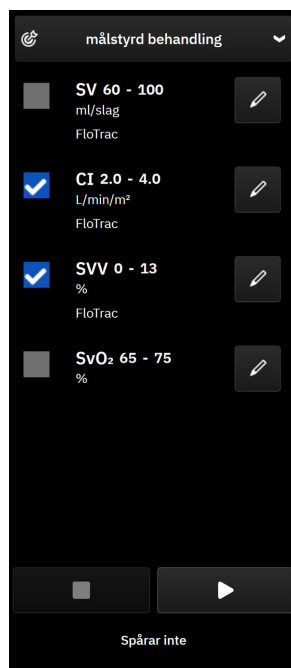 målstyrd behandling
SV 60 - 100
ml/slag
FloTrac
CI 2.0 - 4.0
L/min/m²
FloTrac
SVV 0 - 13
%
FloTrac
SvO₂ 65 - 75
%
Spårar inte